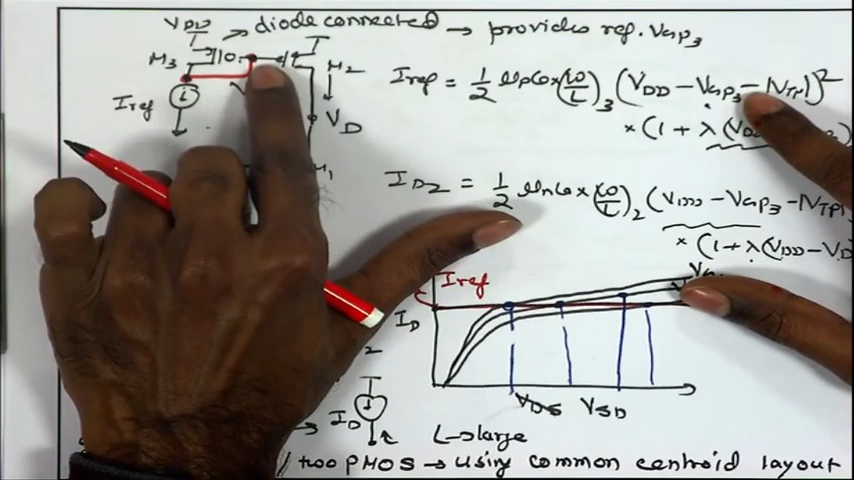 VDD → diode connected → provides ref. VGP3
M3
M2
Iref = 1/2 μpCox (W/L)3 (VDD - VGP3 - |VTP|)²
Iref
× (1 + λ (VDD
VD
M1
ID2 = 1/2 μnCox × (W/L)2 (VDD - VGP3 - |VTP|
× (1 + λ (VDD - VD
Iref
ID
VDS VSD
ID
L → large
two PMOS → using common centroid layout